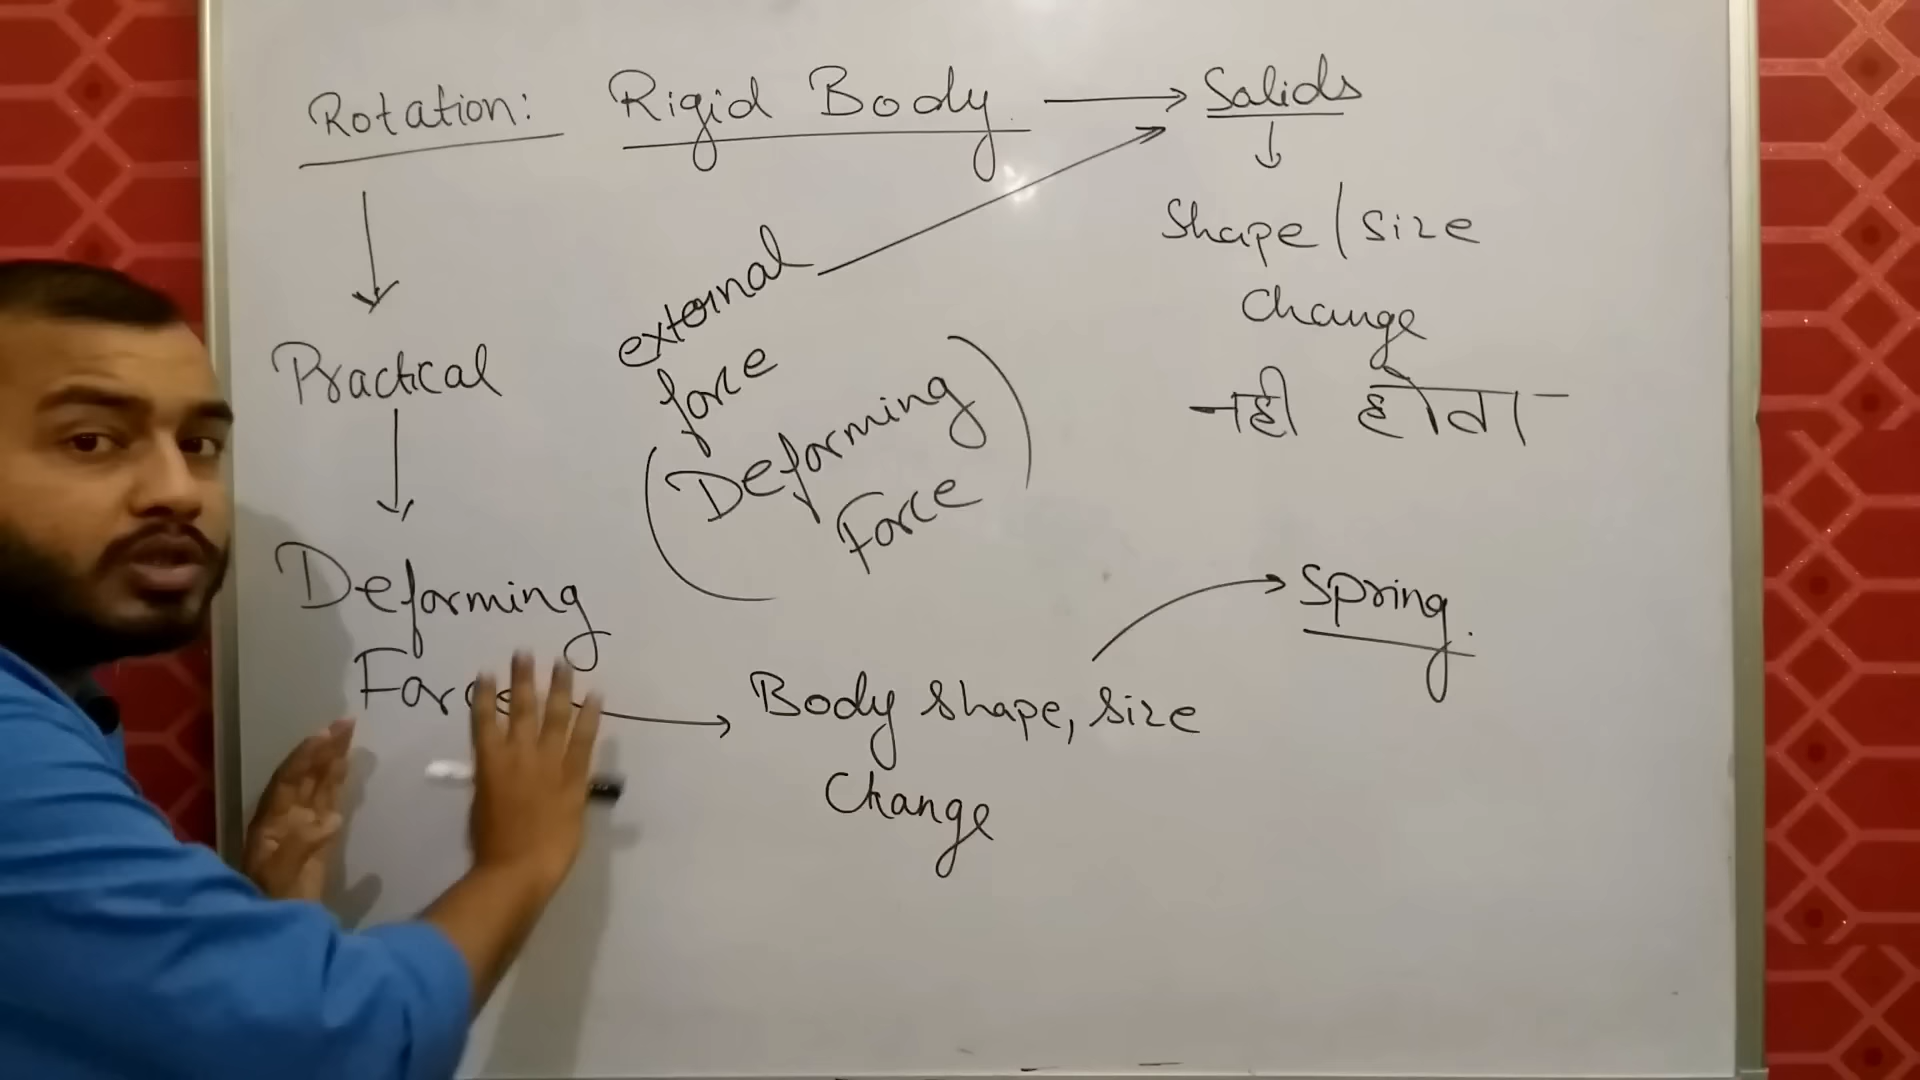 Rotation: Rigid Body → Solids
Shape / Size
Change
नही होता
external
force
(Deforming
Force)
Practical
Deforming
Force → Body shape, size
Change
Spring.